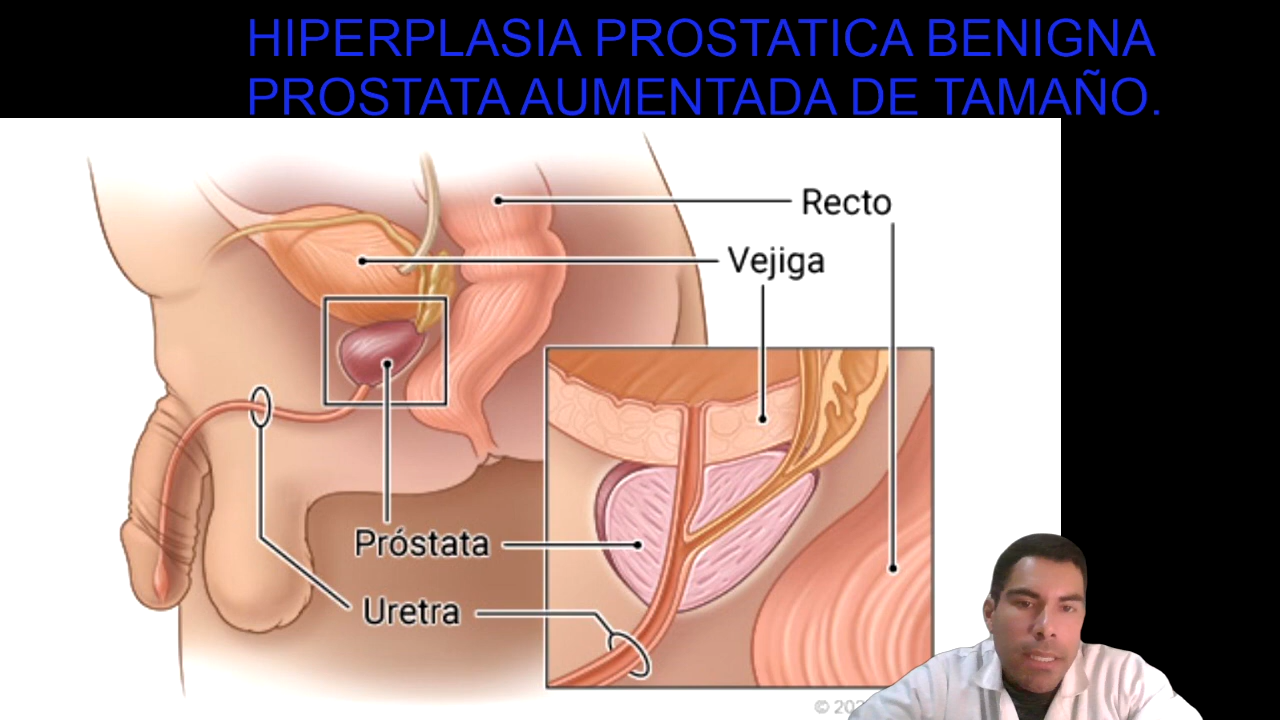 HIPERPLASIA PROSTATICA BENIGNA
PROSTATA AUMENTADA DE TAMAÑO.
Recto
Vejiga
Próstata
Uretra